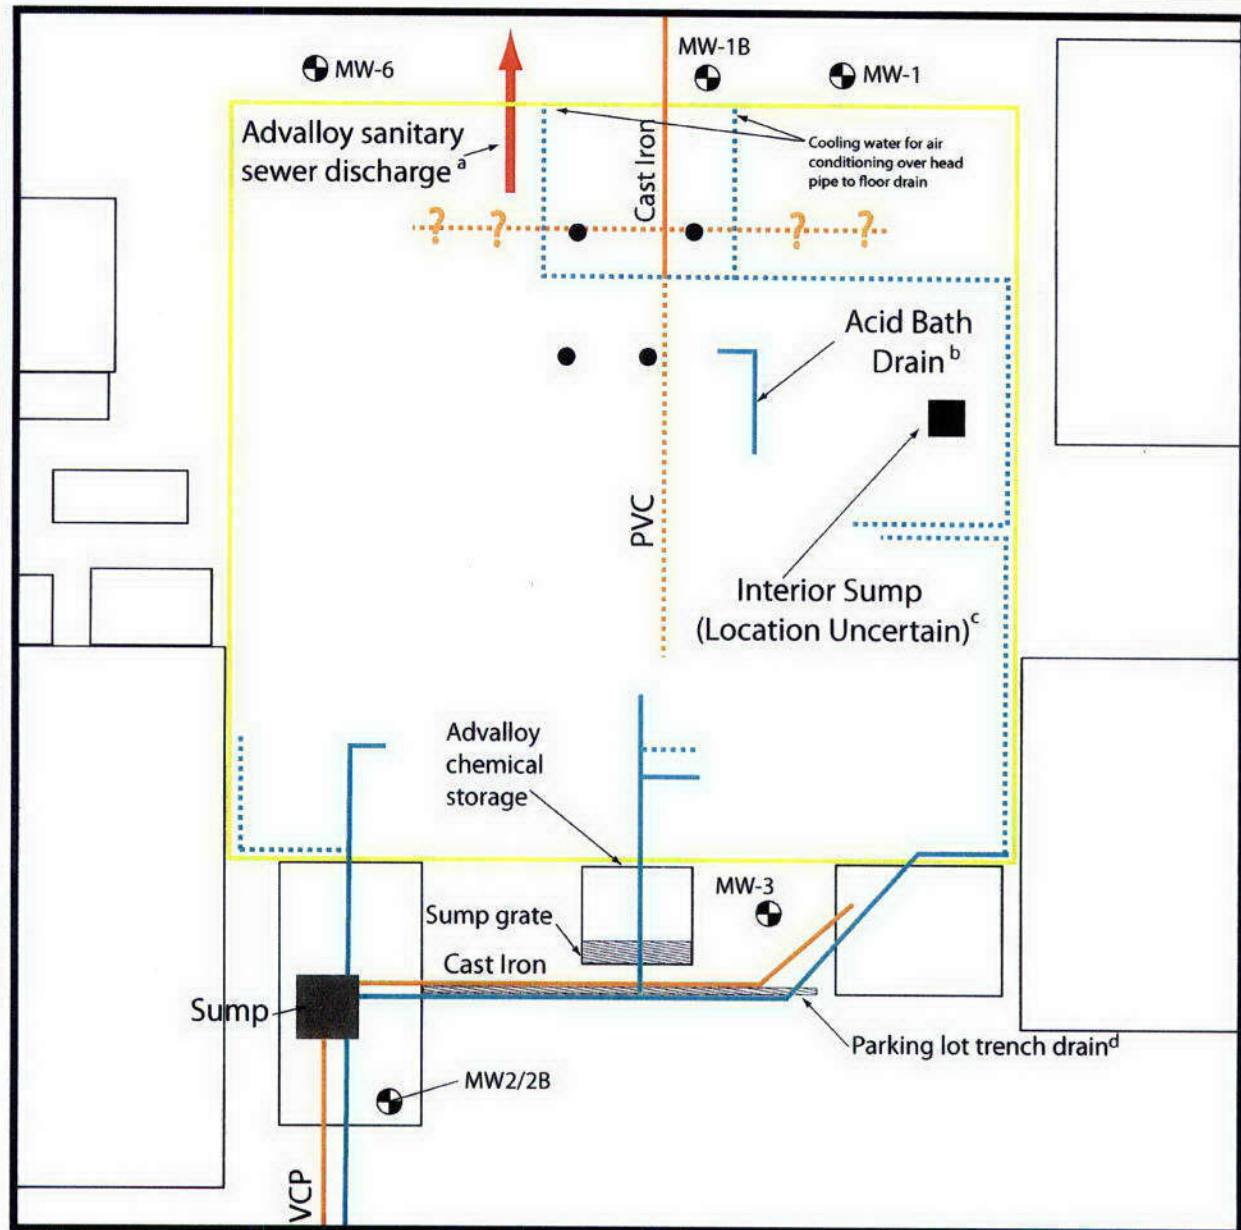 MW-6
MW-1B
MW-1
Advalloy sanitary
sewer discharge a
Cast Iron
Cooling water for air
conditioning over head
pipe to floor drain
? ? ? ?
Acid Bath
Drain b
PVC
Interior Sump
(Location Uncertain) c
Advalloy
chemical
storage
MW-3
Sump grate
Cast Iron
Sump
Parking lot trench drain d
MW2/2B
VCP